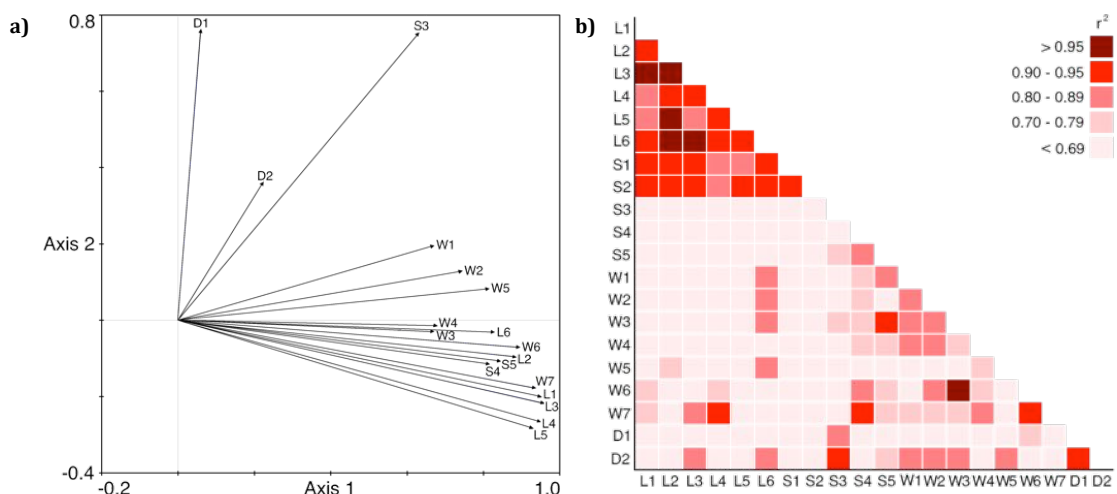 a)
0.8
D1
S3
D2
Axis 2
W1
W2
W5
W4
W3
L6
W6
L2
S5
S4
W7
L1
L3
L4
L5
-0.4
-0.2
Axis 1
1.0
b)
r²
> 0.95
0.90 - 0.95
0.80 - 0.89
0.70 - 0.79
< 0.69
L1
L2
L3
L4
L5
L6
S1
S2
S3
S4
S5
W1
W2
W3
W4
W5
W6
W7
D1
D2
L1 L2 L3 L4 L5 L6 S1 S2 S3 S4 S5 W1 W2 W3 W4 W5 W6 W7 D1 D2